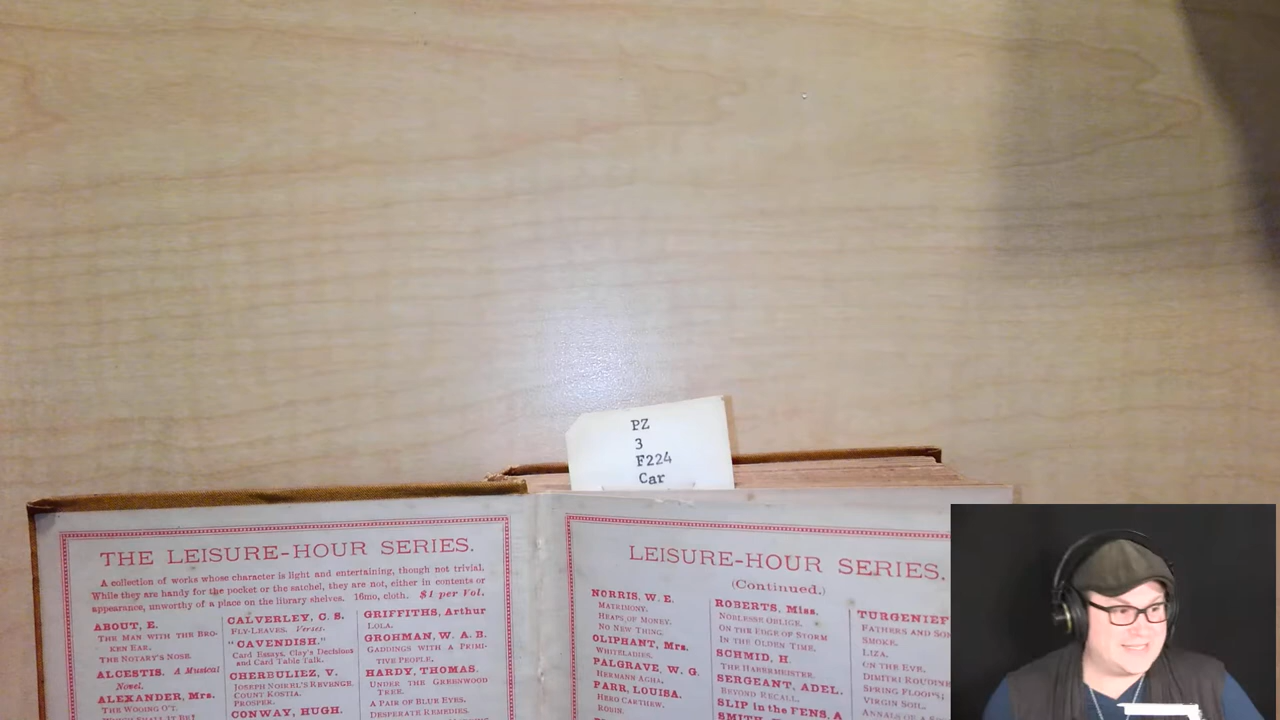 PZ
3
F224
Car
THE LEISURE-HOUR SERIES.
A collection of works whose character is light and entertaining, though not trivial.
While they are handy for the pocket or the satchel, they are not, either in contents or
appearance, unworthy of a place on the library shelves. 16mo, cloth. $1 per Vol.
ABOUT, E.
THE MAN WITH THE BRO-
KEN EAR.
THE NOTARY'S NOSE.
ALCESTIS. A Musical
Novel.
ALEXANDER, Mrs.
THE WOOING O'T.
WHICH SHALL IT BE?
CALVERLEY, C. S.
FLY-LEAVES. Verses.
"CAVENDISH."
Card Essays, Clay's Decisions
and Card Table Talk.
CHERBULIEZ, V.
JOSEPH NOIREL'S REVENGE.
COUNT KOSTIA.
PROSPER.
CONWAY, HUGH.
GRIFFITHS, Arthur
LOLA.
GROHMAN, W. A. B.
GADDINGS WITH A PRIMI-
TIVE PEOPLE.
HARDY, THOMAS.
UNDER THE GREENWOOD
TREE.
A PAIR OF BLUE EYES.
DESPERATE REMEDIES.
LEISURE-HOUR SERIES.
(Continued.)
NORRIS, W. E.
MATRIMONY.
HEAPS OF MONEY.
NO NEW THING.
OLIPHANT, Mrs.
WHITELADIES.
PALGRAVE, W. G.
HERMANN AGHA.
PARR, LOUISA.
HERO CARTHEW.
ROBIN.
ROBERTS, Miss.
NOBLESSE OBLIGE.
ON THE EDGE OF STORM
IN THE OLDEN TIME.
SCHMID, H.
THE HABERMEISTER.
SERGEANT, ADEL.
BEYOND RECALL.
SLIP in the FENS, A
TURGENIEF
FATHERS AND SON
SMOKE.
LIZA.
ON THE EVE.
DIMITRI ROUDINE
SPRING FLOODS;
VIRGIN SOIL.
ANNALS OF A